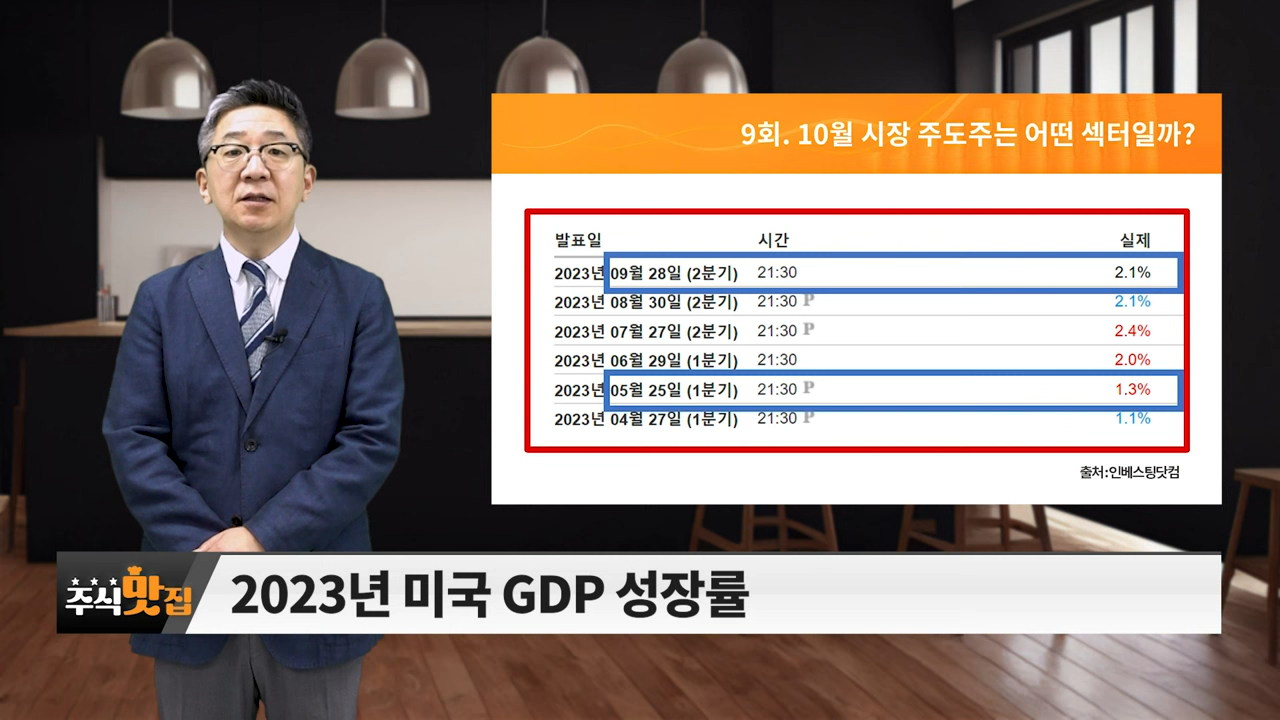 9회. 10월 시장 주도주는 어떤 섹터일까?
발표일 시간 실제
2023년 09월 28일 (2분기) 21:30 2.1%
2023년 08월 30일 (2분기) 21:30 P 2.1%
2023년 07월 27일 (2분기) 21:30 P 2.4%
2023년 06월 29일 (1분기) 21:30 2.0%
2023년 05월 25일 (1분기) 21:30 P 1.3%
2023년 04월 27일 (1분기) 21:30 P 1.1%
출처:인베스팅닷컴
주식맛집
2023년 미국 GDP 성장률